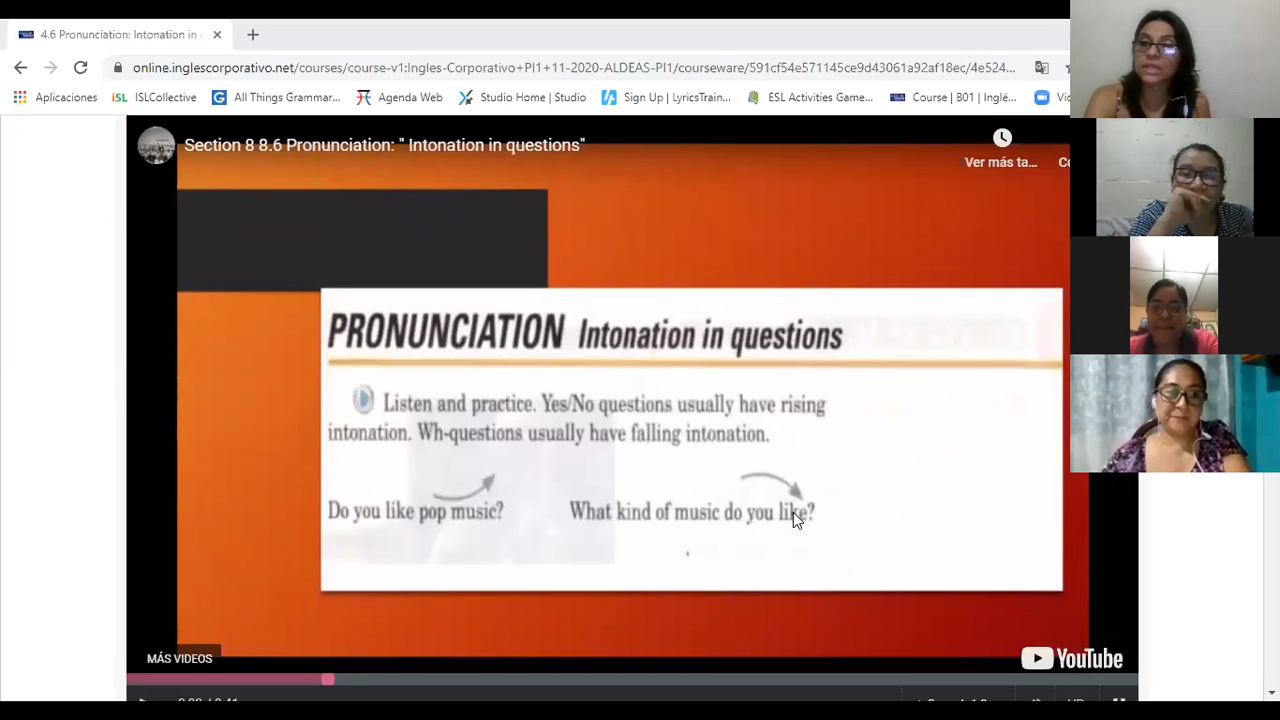 4.6 Pronunciation: Intonation in
online.inglescorporativo.net/courses/course-v1:Ingles-Corporativo+PI1+11-2020-ALDEAS-PI1/courseware/591cf54e571145ce9d43061a92af18ec/4e524...
Aplicaciones ISLCollective All Things Grammar... Agenda Web Studio Home | Studio Sign Up | LyricsTrain... ESL Activities Game... Course | B01 | Inglé...
Section 8 8.6 Pronunciation: " Intonation in questions"
Ver más ta...
PRONUNCIATION Intonation in questions
Listen and practice. Yes/No questions usually have rising
intonation. Wh-questions usually have falling intonation.
Do you like pop music? What kind of music do you like?
MÁS VIDEOS
YouTube